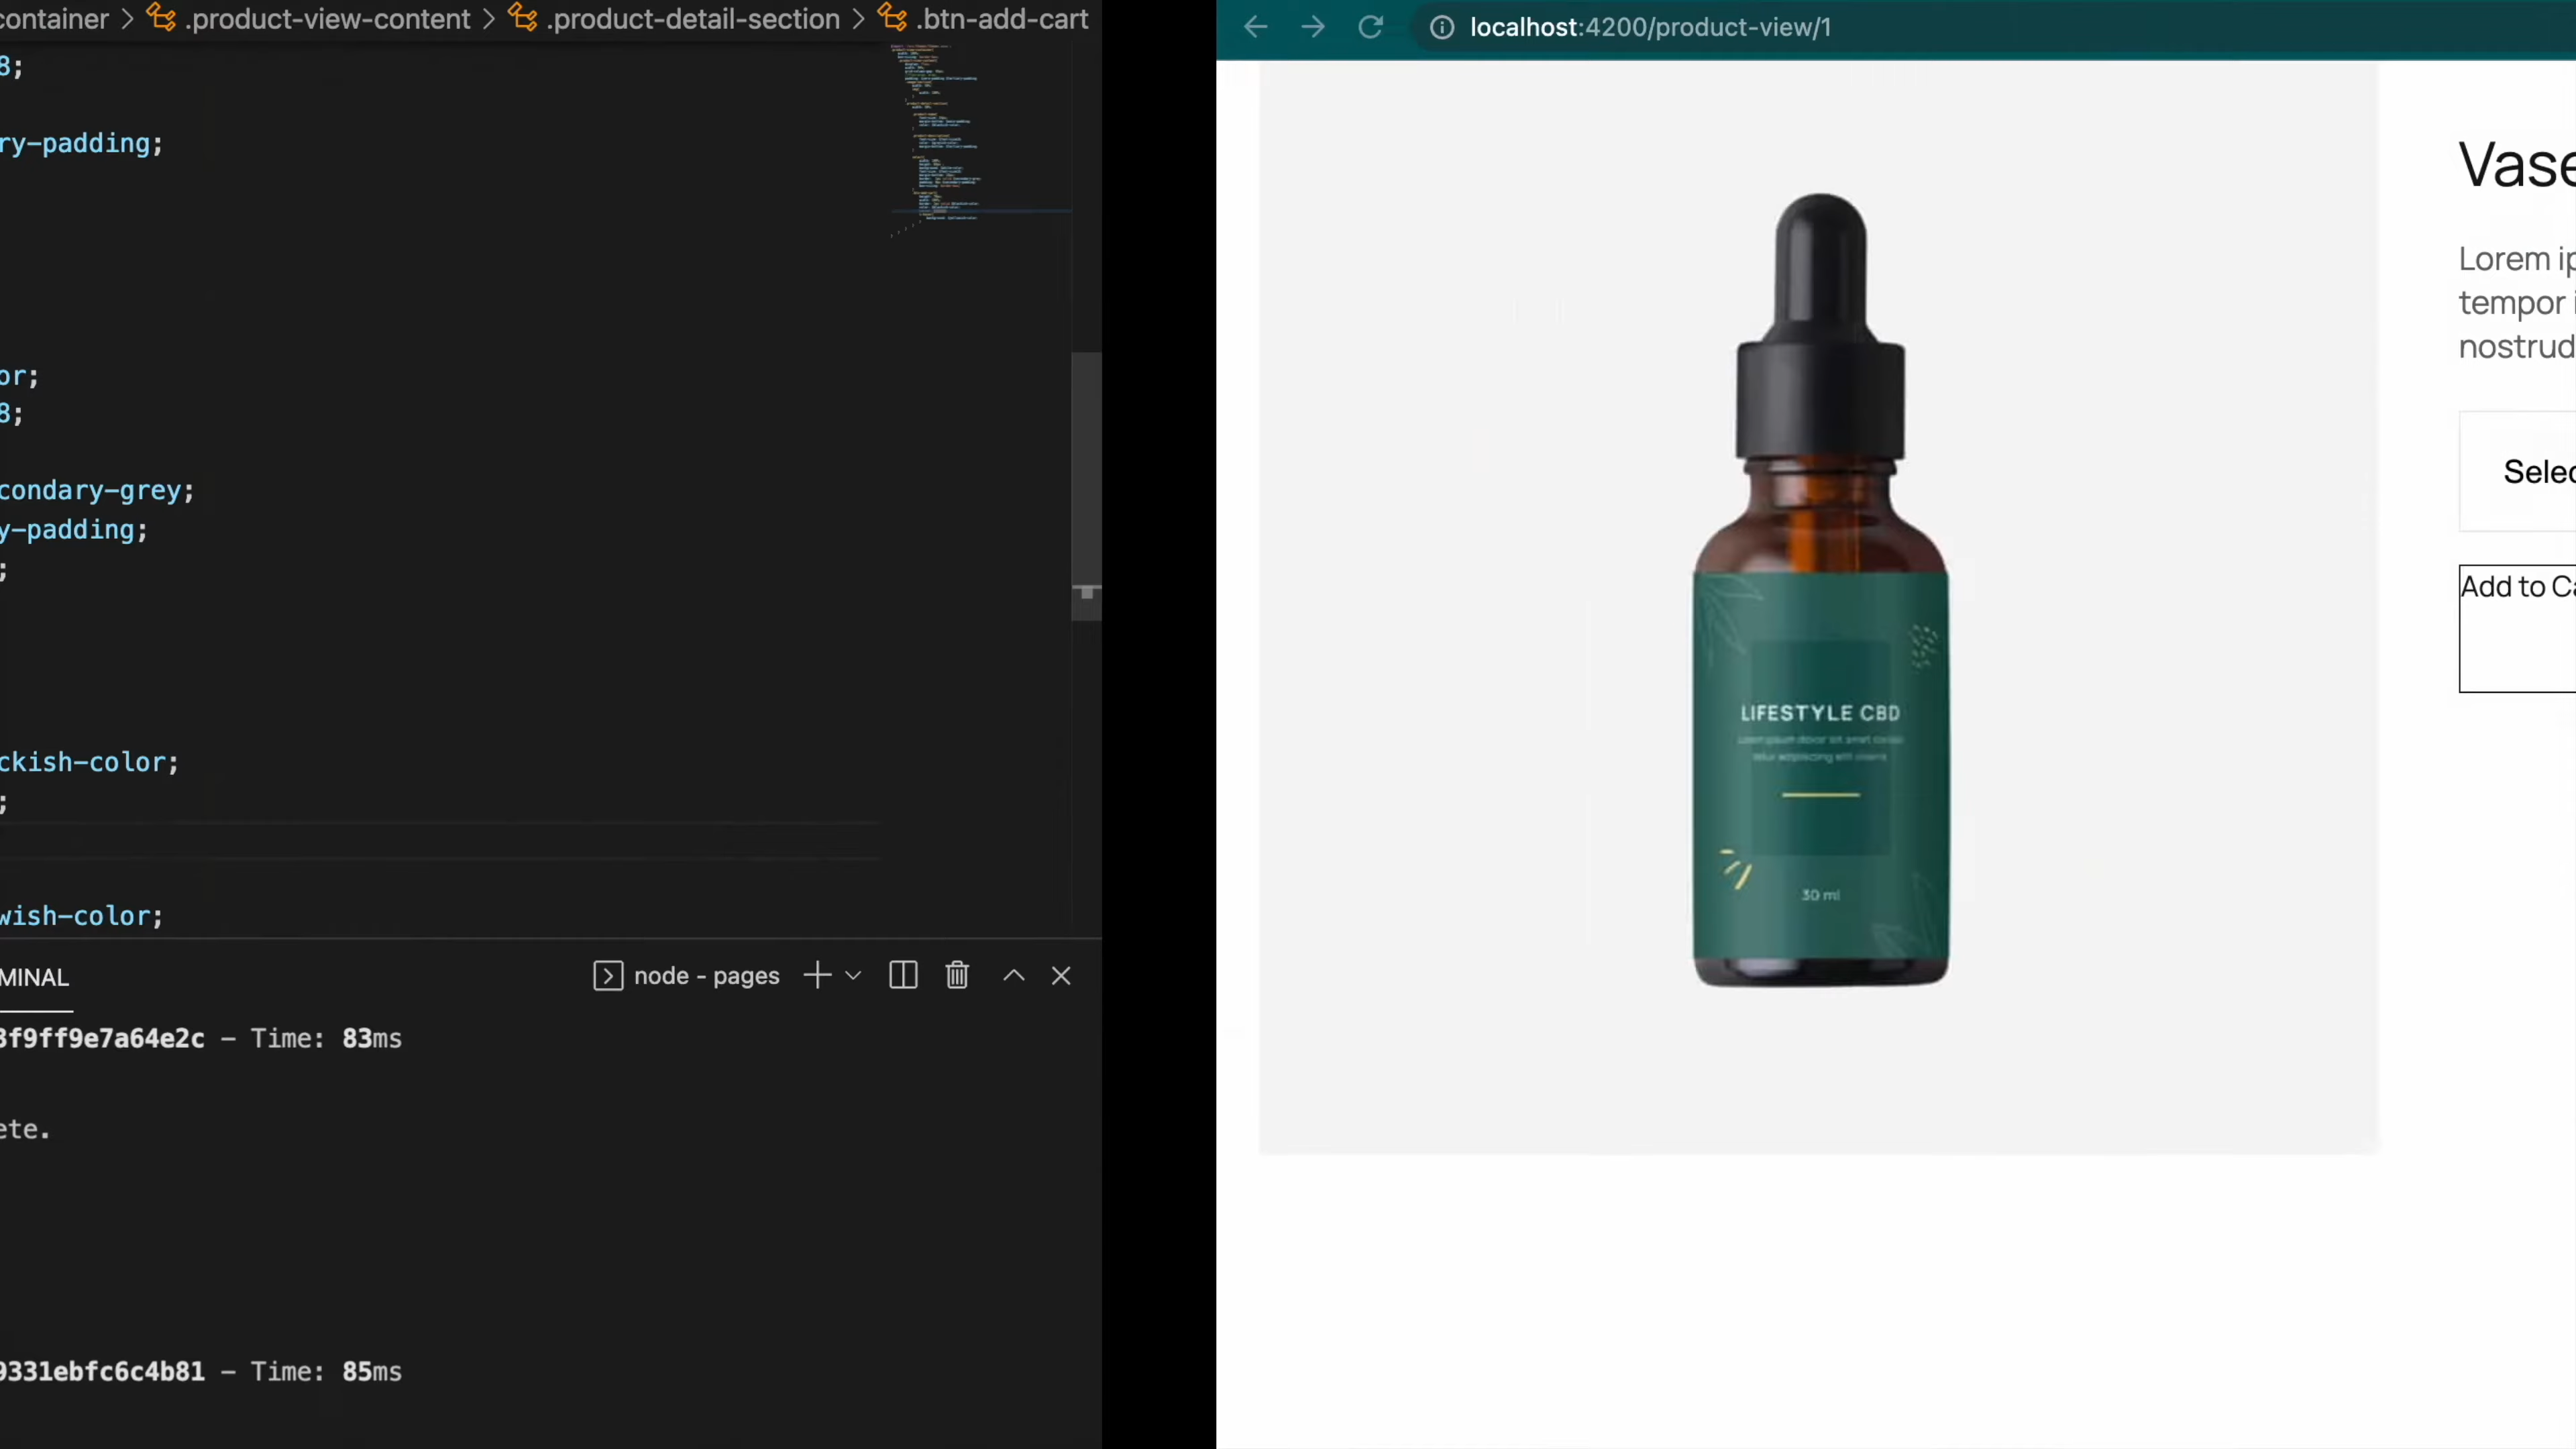 container > .product-view-content > .product-detail-section > .btn-add-cart
8;
ry-padding;
or;
8;
condary-grey;
y-padding;
;
ckish-color;
;
wish-color;
MINAL
node - pages
3f9ff9e7a64e2c - Time: 83ms
ete.
9331ebfc6c4b81 - Time: 85ms
localhost:4200/product-view/1
LIFESTYLE CBD
30 ml
Vase
Lorem ip
tempor i
nostrud
Selec
Add to Ca